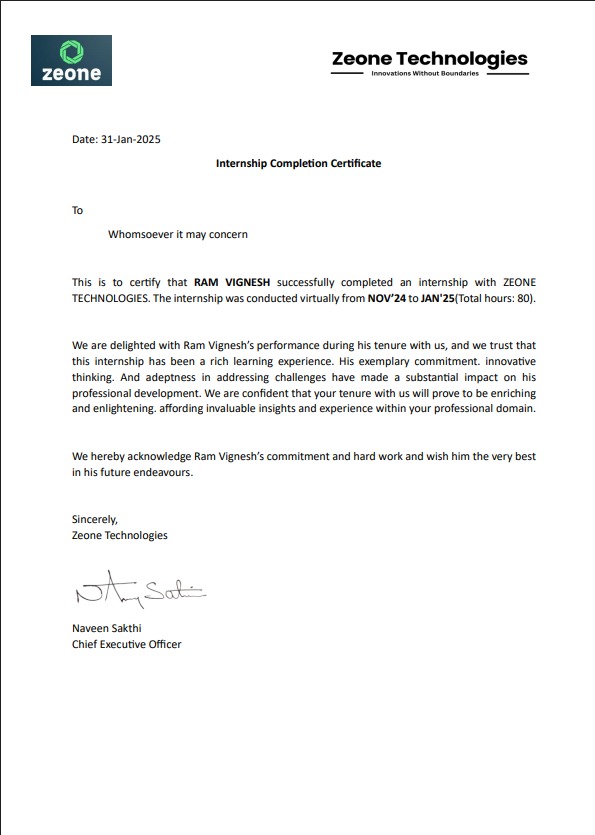 zeone
Zeone Technologies
Innovations Without Boundaries
Date: 31-Jan-2025
Internship Completion Certificate
To
Whomsoever it may concern
This is to certify that RAM VIGNESH successfully completed an internship with ZEONE
TECHNOLOGIES. The internship was conducted virtually from NOV’24 to JAN'25(Total hours: 80).
We are delighted with Ram Vignesh’s performance during his tenure with us, and we trust that
this internship has been a rich learning experience. His exemplary commitment. innovative
thinking. And adeptness in addressing challenges have made a substantial impact on his
professional development. We are confident that your tenure with us will prove to be enriching
and enlightening. affording invaluable insights and experience within your professional domain.
We hereby acknowledge Ram Vignesh’s commitment and hard work and wish him the very best
in his future endeavours.
Sincerely,
Zeone Technologies
Naveen Sakthi
Chief Executive Officer